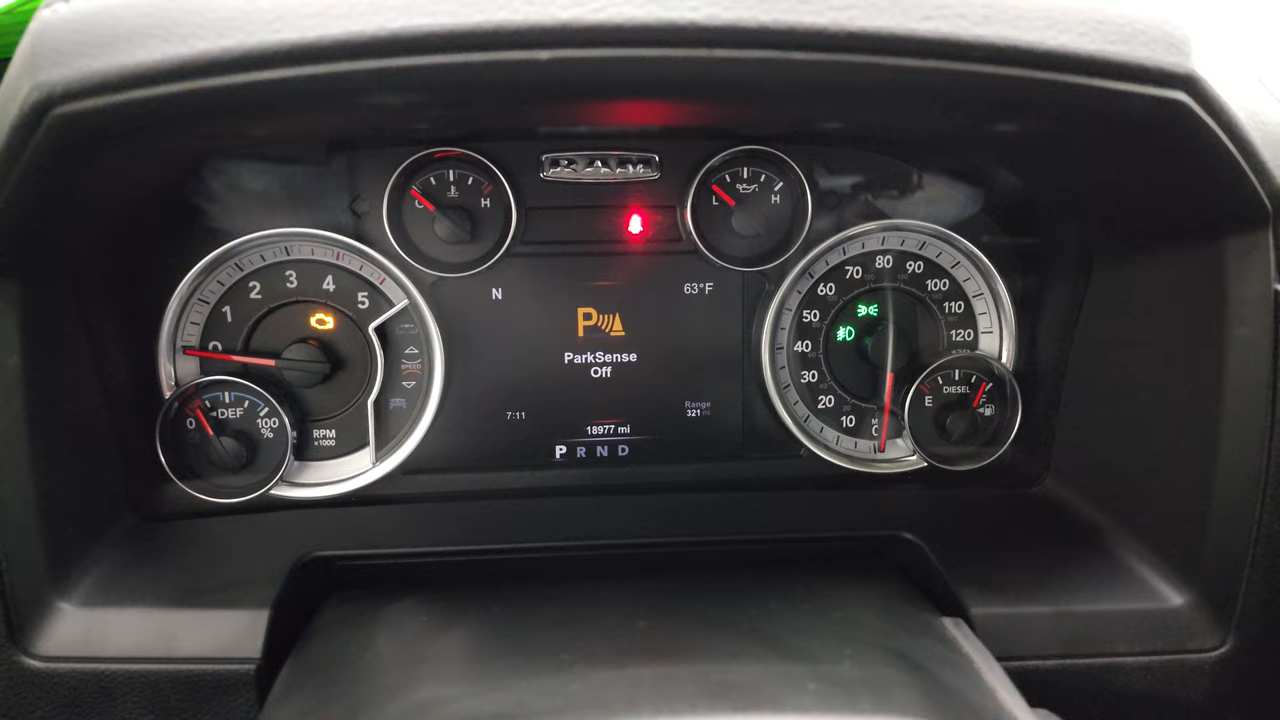 RAM
C H
L H
N
63°F
ParkSense
Off
7:11
Range
321 mi
18977 mi
P R N D
0 1 2 3 4 5
RPM
x1000
SPEED
0 DEF 100
%
10 20 30 40 50 60 70 80 90 100 110 120
E DIESEL F